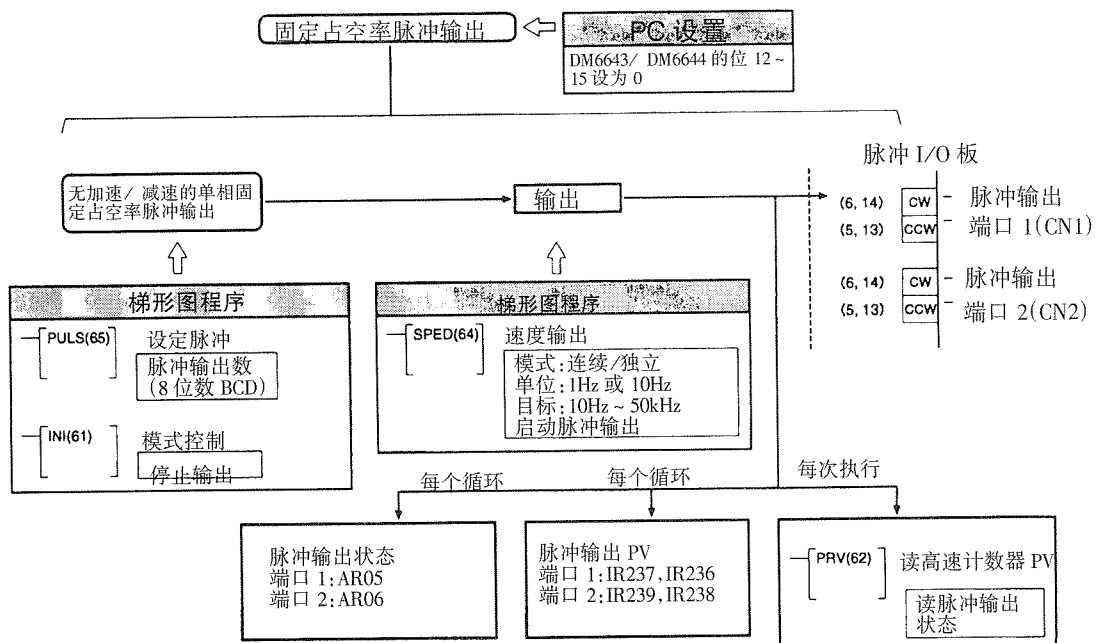 固定占空率脉冲输出
PC 设置
DM6643/ DM6644 的位 12~
15 设为 0
脉冲 I/O 板
无加速/ 减速的单相固
定占空率脉冲输出
输出
(6, 14) CW 脉冲输出
(5, 13) CCW 端口 1(CN1)
(6, 14) CW 脉冲输出
(5, 13) CCW 端口 2(CN2)
梯形图程序
PULS(65) 设定脉冲
脉冲输出数
(8 位数 BCD)
INI(61) 模式控制
停止输出
梯形图程序
SPED(64) 速度输出
模式:连续/独立
单位:1Hz 或 10Hz
目标:10Hz~50kHz
启动脉冲输出
每个循环
每个循环
每次执行
脉冲输出状态
端口 1:AR05
端口 2:AR06
脉冲输出 PV
端口 1:IR237,IR236
端口 2:IR239,IR238
PRV(62) 读高速计数器 PV
读脉冲输出
状态